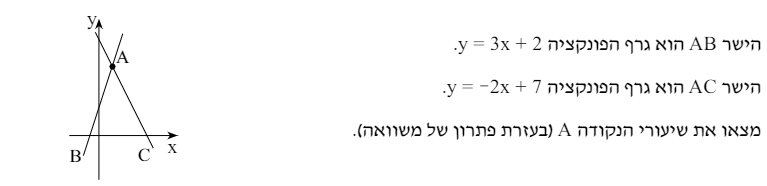 הישר AB הוא גרף הפונקציה y = 3x + 2.
הישר AC הוא גרף הפונקציה y = -2x + 7.
מצאו את שיעורי הנקודה A (בעזרת פתרון של משוואה).
y
A
B
C
x